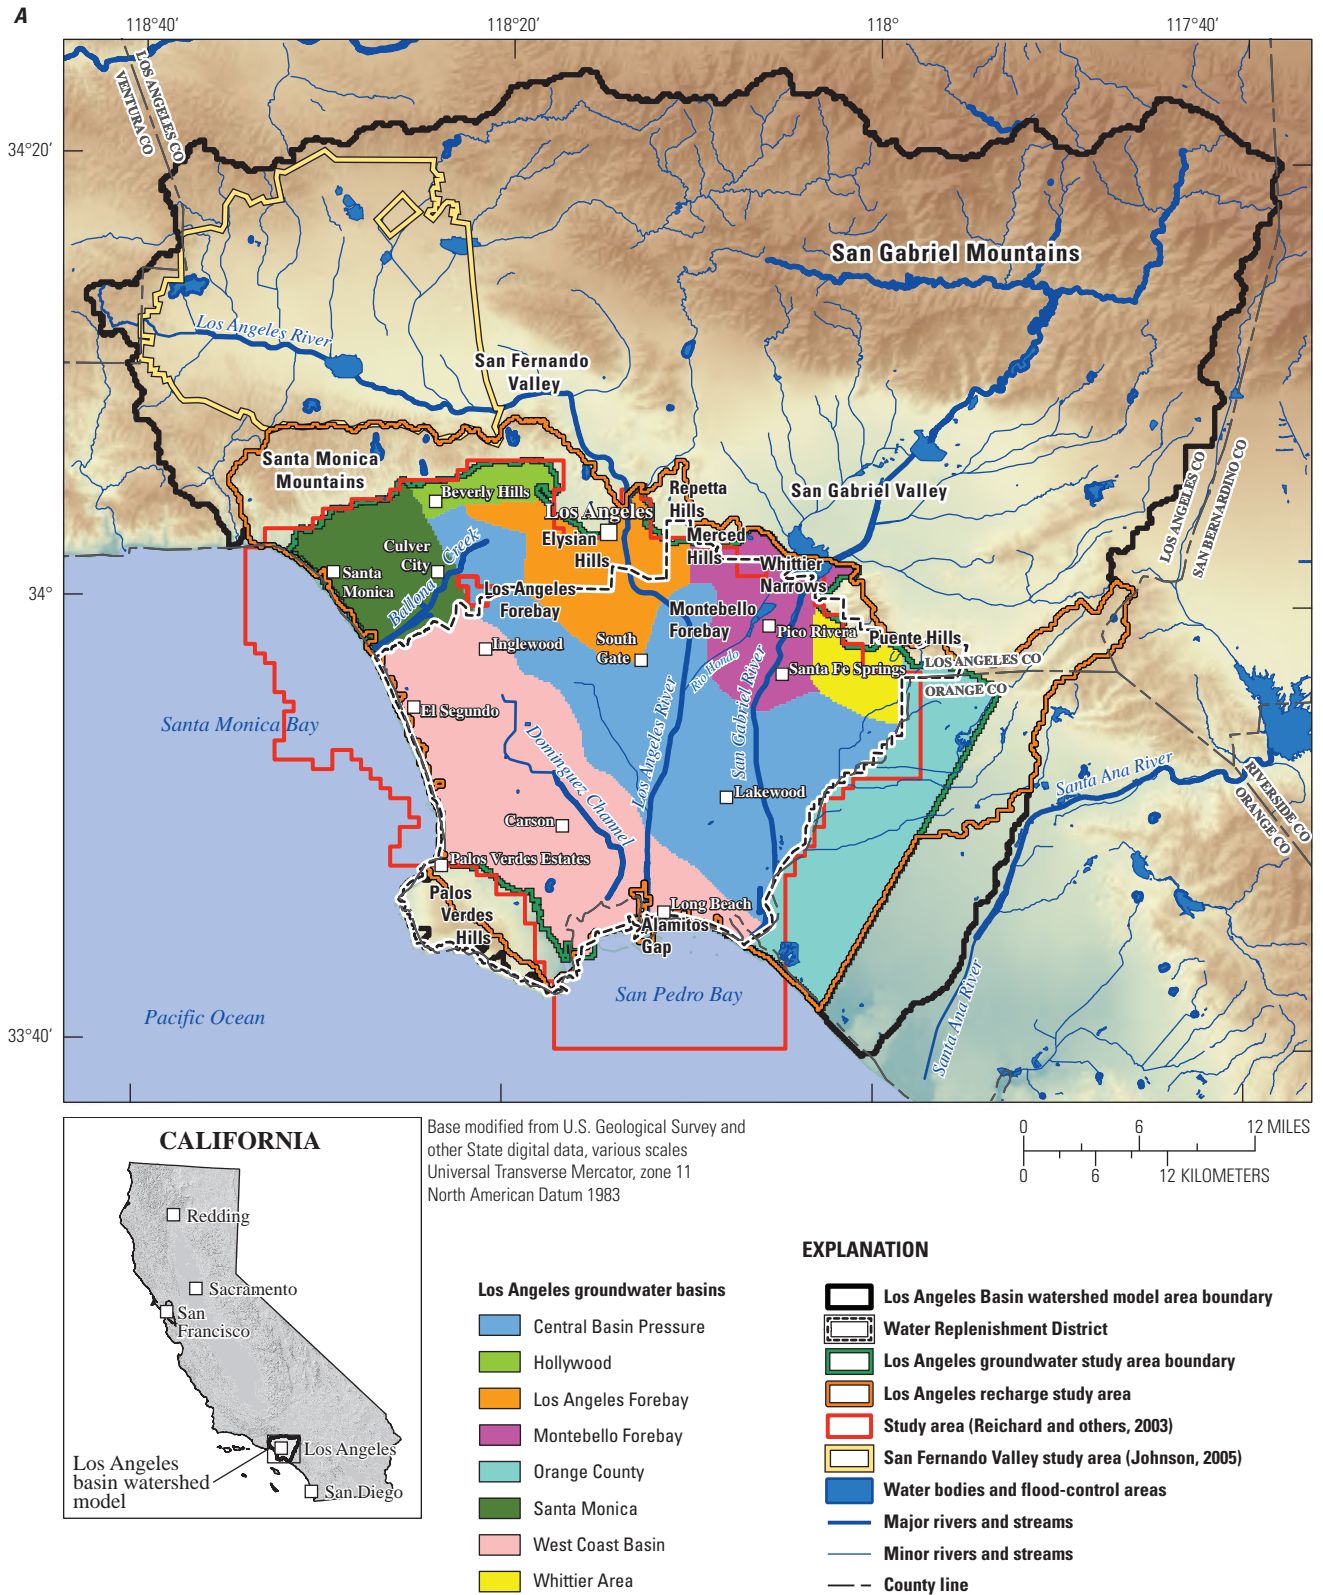 A
118°40′
118°20′
118°
117°40′
34°20′
34°
33°40′
LOS ANGELES CO
VENTURA CO
San Gabriel Mountains
Los Angeles River
San Fernando
Valley
Santa Monica
Mountains
Beverly Hills
Los Angeles
Repetta
Hills
San Gabriel Valley
LOS ANGELES CO
SAN BERNARDINO CO
Culver
City
Ballona Creek
Elysian
Hills
Merced
Hills
Whittier
Narrows
Santa
Monica
Los Angeles
Forebay
Montebello
Forebay
Pico Rivera
Puente Hills
Inglewood
South
Gate
Rio Hondo
Santa Fe Springs
LOS ANGELES CO
ORANGE CO
Santa Monica Bay
El Segundo
Dominguez Channel
Los Angeles River
San Gabriel River
Lakewood
Santa Ana River
RIVERSIDE CO
ORANGE CO
Carson
Palos Verdes Estates
Palos
Verdes
Hills
Long Beach
Alamitos
Gap
San Pedro Bay
Pacific Ocean
Santa Ana River
CALIFORNIA
Redding
Sacramento
San
Francisco
Los Angeles
Los Angeles
basin watershed
model
San Diego
Base modified from U.S. Geological Survey and
other State digital data, various scales
Universal Transverse Mercator, zone 11
North American Datum 1983
0 6 12 MILES
0 6 12 KILOMETERS
EXPLANATION
Los Angeles groundwater basins
Central Basin Pressure
Hollywood
Los Angeles Forebay
Montebello Forebay
Orange County
Santa Monica
West Coast Basin
Whittier Area
Los Angeles Basin watershed model area boundary
Water Replenishment District
Los Angeles groundwater study area boundary
Los Angeles recharge study area
Study area (Reichard and others, 2003)
San Fernando Valley study area (Johnson, 2005)
Water bodies and flood-control areas
Major rivers and streams
Minor rivers and streams
County line